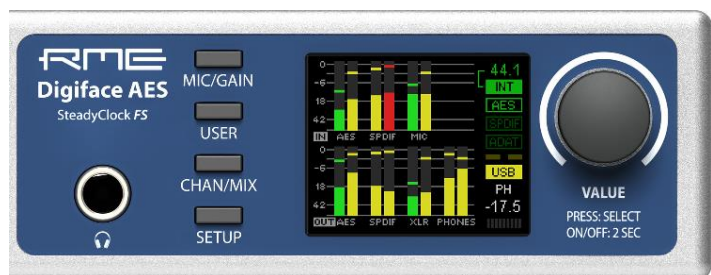 RME
Digiface AES
SteadyClock FS
MIC/GAIN
USER
CHAN/MIX
SETUP
0
-6
18
42
IN AES SPDIF MIC
0
-6
18
42
OUT AES SPDIF XLR PHONES
44.1
INT
AES
SPDIF
ADAT
USB
PH
-17.5
VALUE
PRESS: SELECT
ON/OFF: 2 SEC